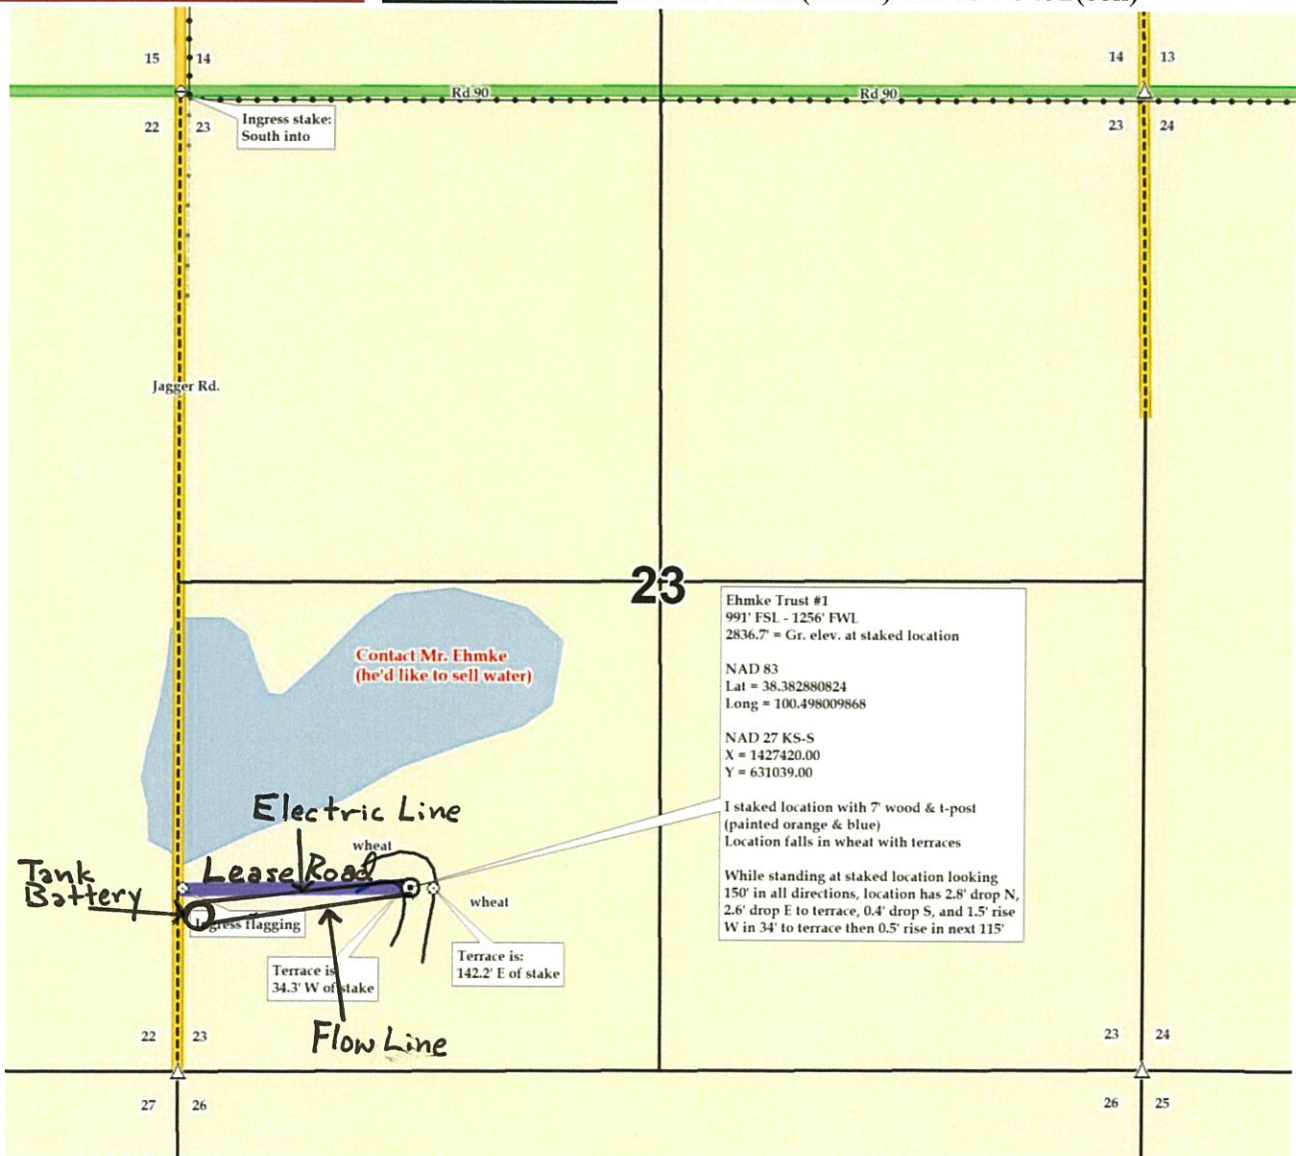 15 14
14 13
Rd 90
Rd 90
Ingress stake:
South into
22 23
23 24
Jagger Rd.
23
Contact Mr. Ehmke
(he'd like to sell water)
Ehmke Trust #1
991' FSL - 1256' FWL
2836.7' = Gr. elev. at staked location
NAD 83
Lat = 38.382880824
Long = 100.498009868
NAD 27 KS-S
X = 1427420.00
Y = 631039.00
I staked location with 7' wood & t-post
(painted orange & blue)
Location falls in wheat with terraces
While standing at staked location looking
150' in all directions, location has 2.8' drop N,
2.6' drop E to terrace, 0.4' drop S, and 1.5' rise
W in 34' to terrace then 0.5' rise in next 115'
Electric Line
wheat
Lease Road
Tank
Battery
wheat
Ingress flagging
Terrace is:
142.2' E of stake
Terrace is
34.3' W of stake
Flow Line
22 23
23 24
27 26
26 25